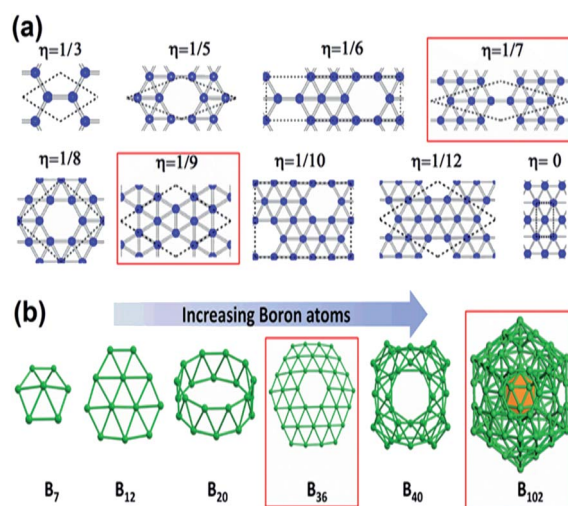 (a)
η=1/3 η=1/5 η=1/6 η=1/7
η=1/8 η=1/9 η=1/10 η=1/12 η= 0
(b)
Increasing Boron atoms
B₇ B₁₂ B₂₀ B₃₆ B₄₀ B₁₀₂